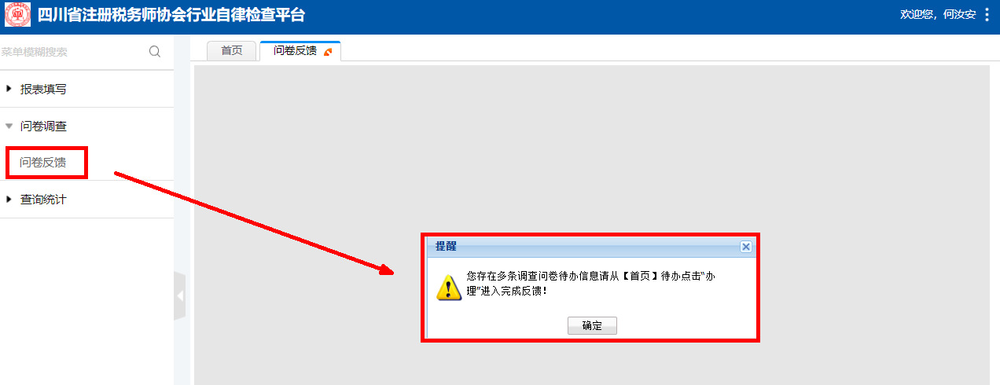 四川省注册税务师协会行业自律检查平台
欢迎您，何汝安
菜单模糊搜索
首页
问卷反馈
报表填写
问卷调查
问卷反馈
查询统计
提醒
您存在多条调查问卷待办信息请从【首页】待办点击“办
理”进入完成反馈！
确定